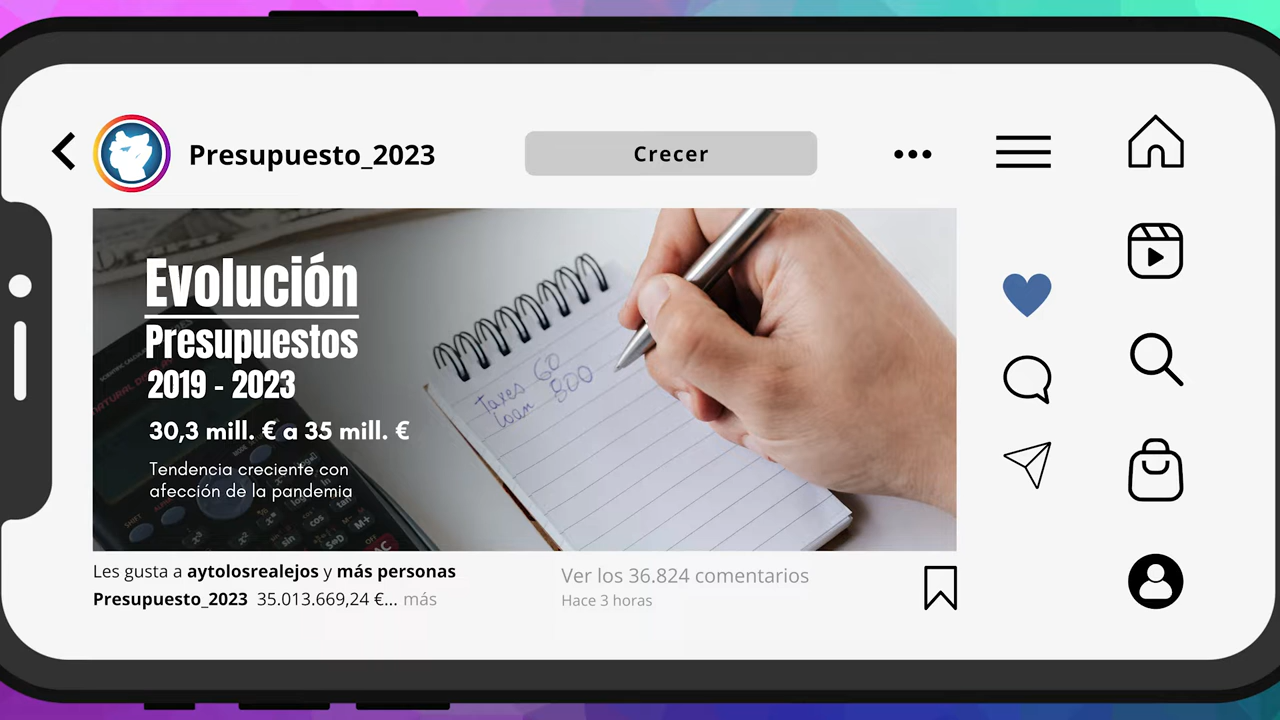 Presupuesto_2023
Crecer
Evolución
Presupuestos
2019 - 2023
30,3 mill. € a 35 mill. €
Tendencia creciente con
afección de la pandemia
taxes 60
loan 800
Les gusta a aytolosrealejos y más personas
Presupuesto_2023 35.013.669,24 €... más
Ver los 36.824 comentarios
Hace 3 horas